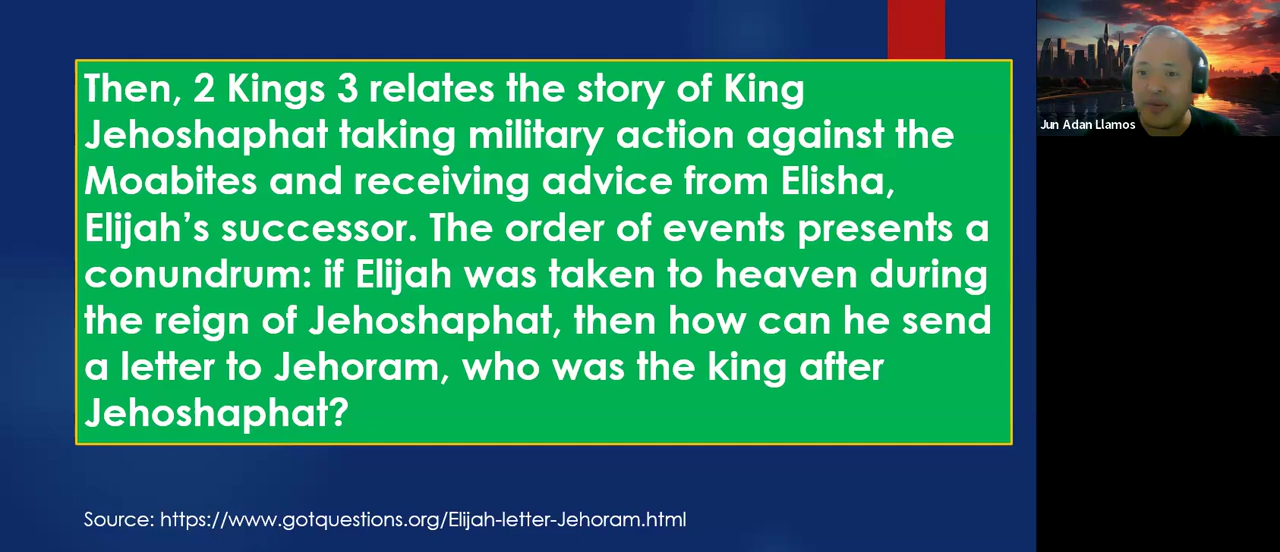 Then, 2 Kings 3 relates the story of King
Jehoshaphat taking military action against the
Moabites and receiving advice from Elisha,
Elijah’s successor. The order of events presents a
conundrum: if Elijah was taken to heaven during
the reign of Jehoshaphat, then how can he send
a letter to Jehoram, who was the king after
Jehoshaphat?
Source: https://www.gotquestions.org/Elijah-letter-Jehoram.html
Jun Adan Llamos